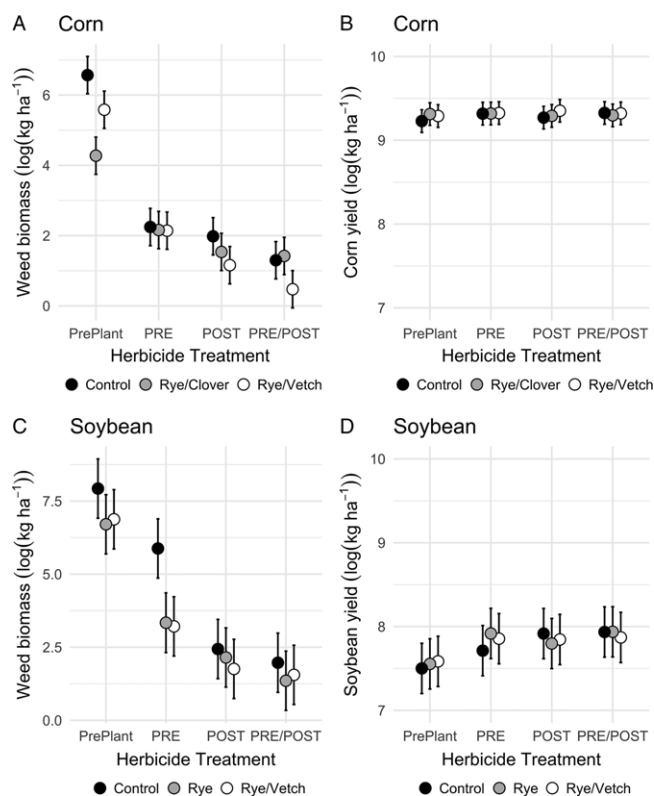 A Corn
Weed biomass (log(kg ha⁻¹))
6
4
2
0
PrePlant PRE POST PRE/POST
Herbicide Treatment
Control Rye/Clover Rye/Vetch
B Corn
Corn yield (log(kg ha⁻¹))
10
9
8
7
PrePlant PRE POST PRE/POST
Herbicide Treatment
Control Rye/Clover Rye/Vetch
C Soybean
Weed biomass (log(kg ha⁻¹))
7.5
5.0
2.5
0.0
PrePlant PRE POST PRE/POST
Herbicide Treatment
Control Rye Rye/Vetch
D Soybean
Soybean yield (log(kg ha⁻¹))
10
9
8
7
PrePlant PRE POST PRE/POST
Herbicide Treatment
Control Rye Rye/Vetch